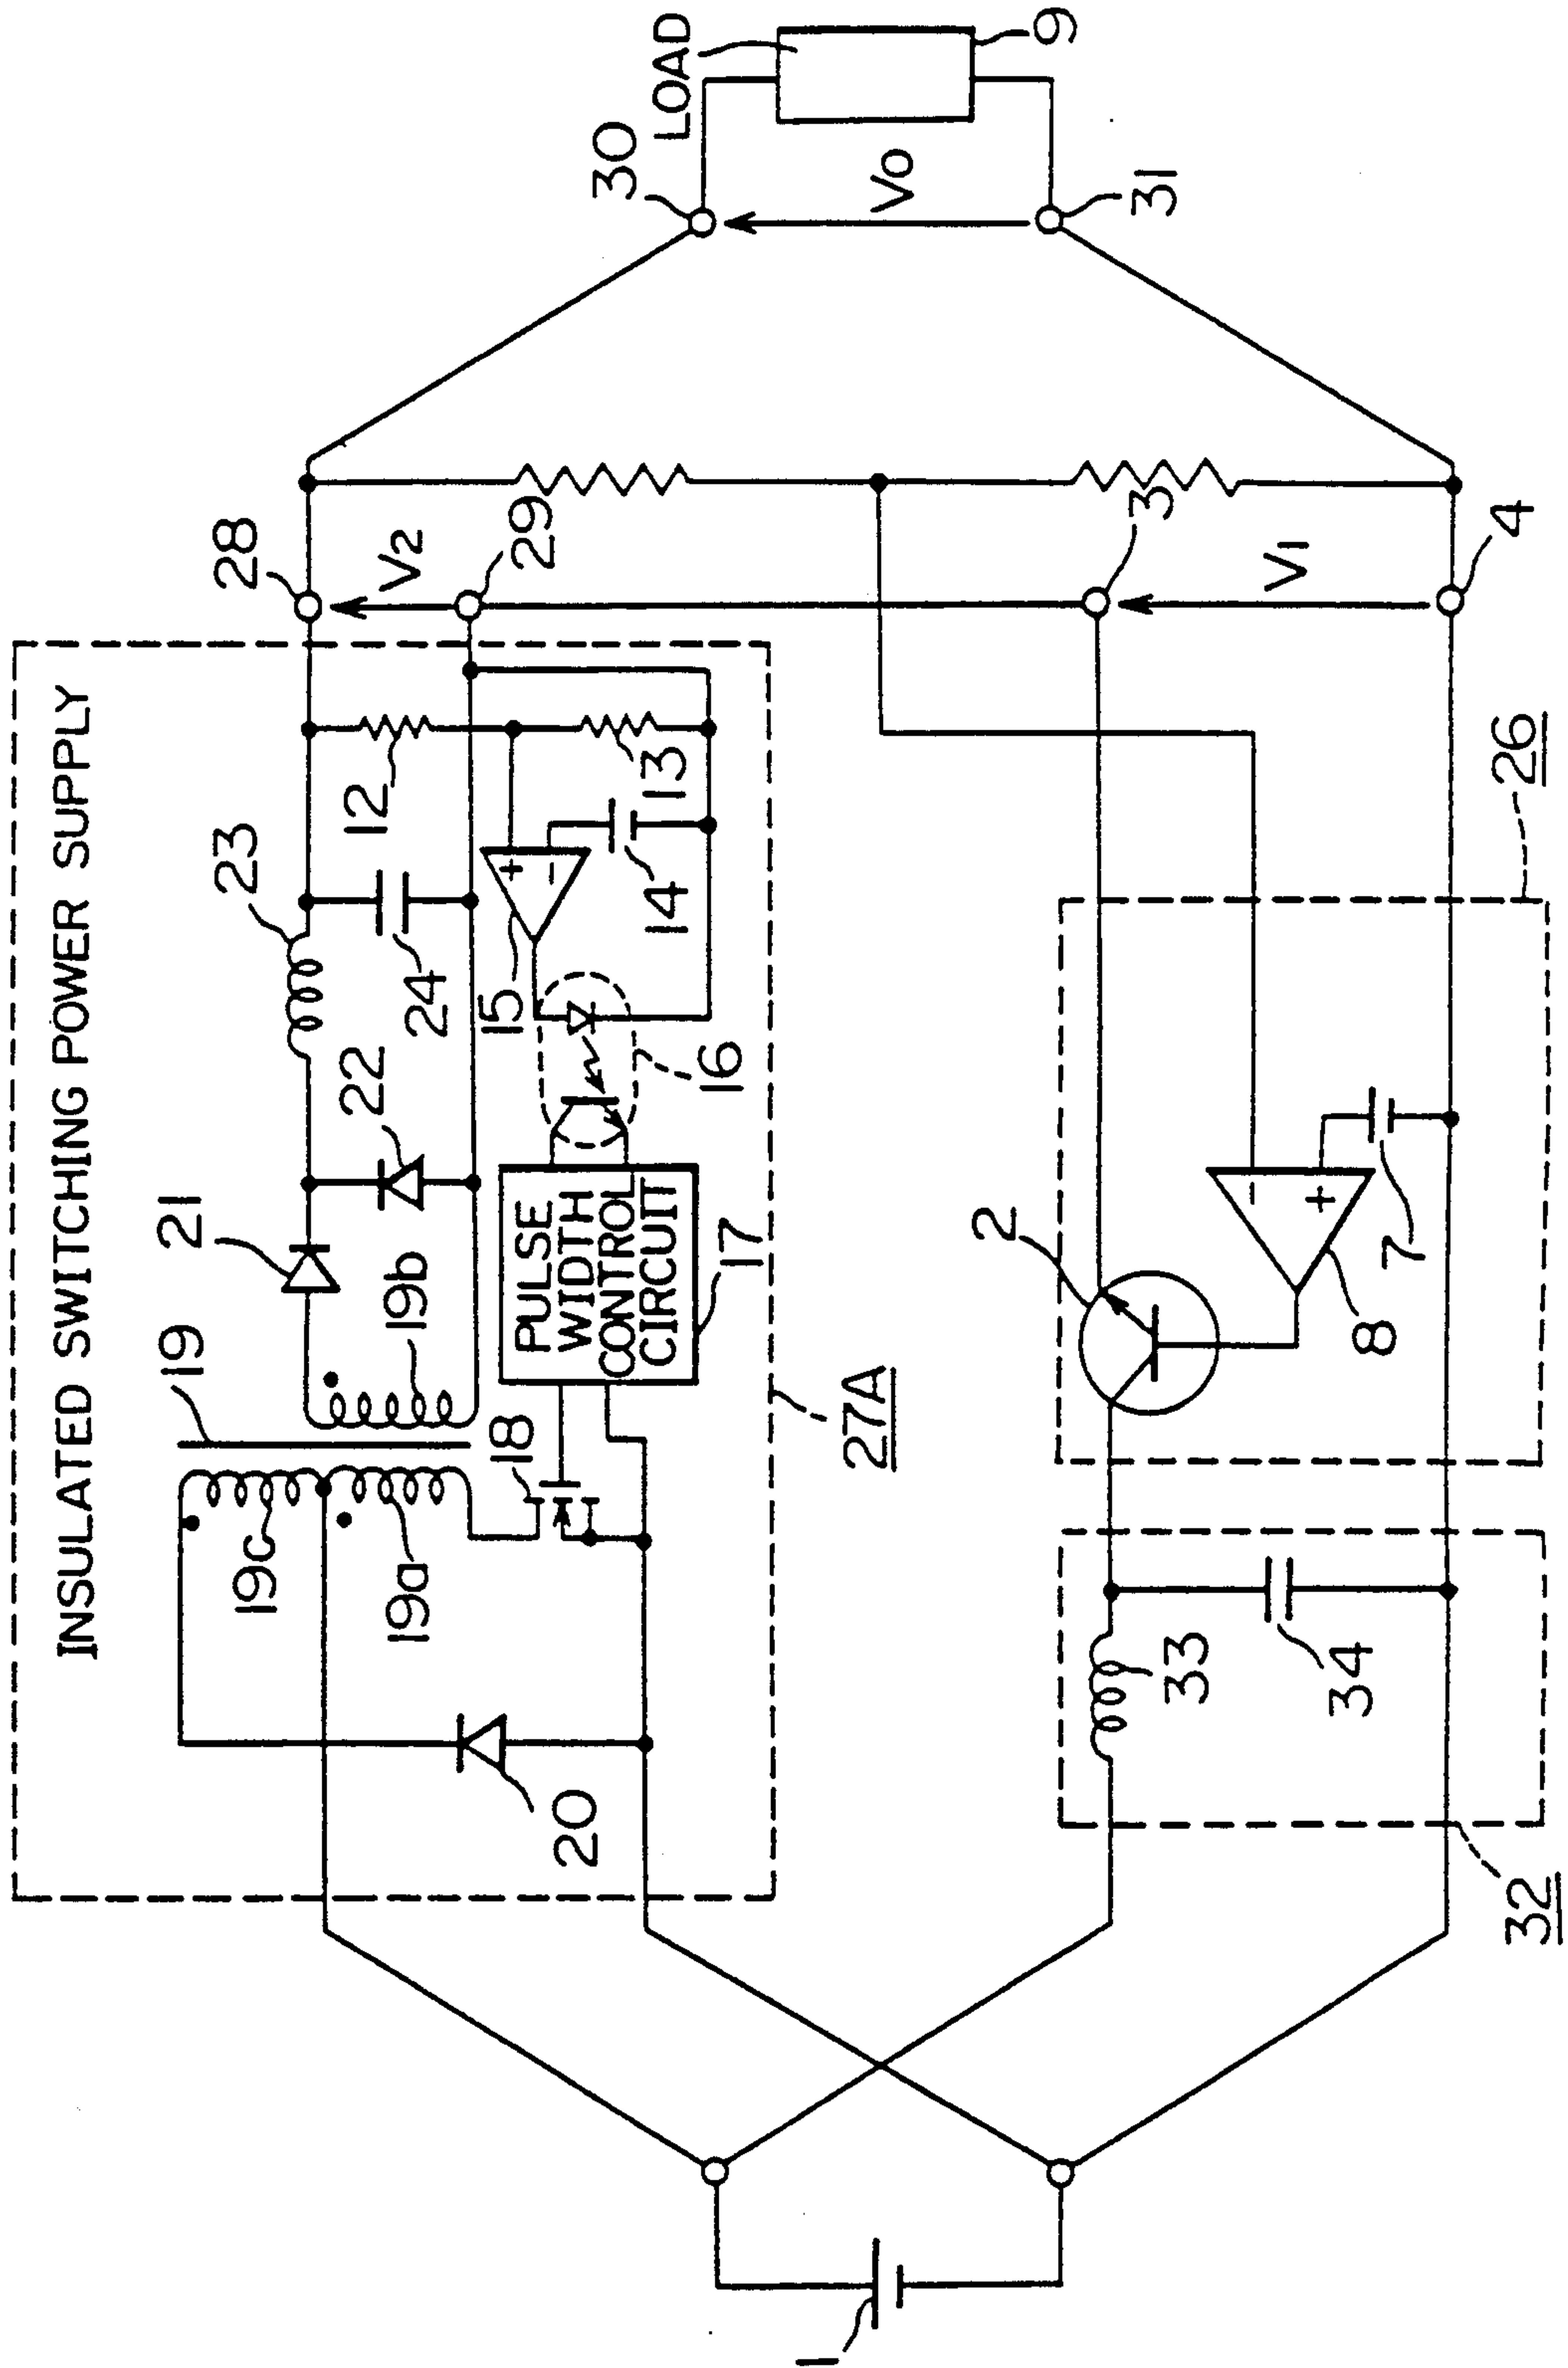 INSULATED SWITCHING POWER SUPPLY
19
21
23
28
30
LOAD
19c
19b
22
12
V2
29
24
19a
18
15
+
−
13
14
9
20
PULSE
WIDTH
CONTROL
CIRCUIT
16
17
V0
31
1
27A
2
3
33
8
−
+
7
V1
34
4
32
26